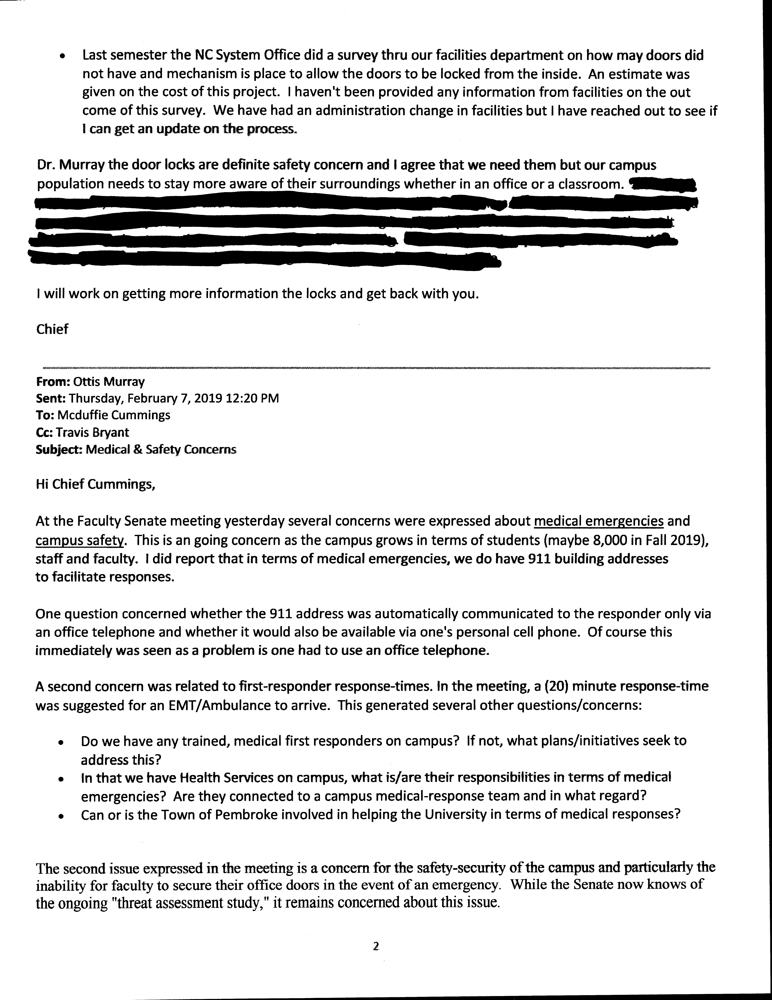 • Last semester the NC System Office did a survey thru our facilities department on how may doors did
not have and mechanism is place to allow the doors to be locked from the inside.  An estimate was
given on the cost of this project.  I haven't been provided any information from facilities on the out
come of this survey.  We have had an administration change in facilities but I have reached out to see if
I can get an update on the process.
Dr. Murray the door locks are definite safety concern and I agree that we need them but our campus
population needs to stay more aware of their surroundings whether in an office or a classroom.
I will work on getting more information the locks and get back with you.
Chief
From: Ottis Murray
Sent: Thursday, February 7, 2019 12:20 PM
To: Mcduffie Cummings
Cc: Travis Bryant
Subject: Medical & Safety Concerns
Hi Chief Cummings,
At the Faculty Senate meeting yesterday several concerns were expressed about medical emergencies and
campus safety.  This is an going concern as the campus grows in terms of students (maybe 8,000 in Fall 2019),
staff and faculty.  I did report that in terms of medical emergencies, we do have 911 building addresses
to facilitate responses.
One question concerned whether the 911 address was automatically communicated to the responder only via
an office telephone and whether it would also be available via one's personal cell phone.  Of course this
immediately was seen as a problem is one had to use an office telephone.
A second concern was related to first-responder response-times. In the meeting, a (20) minute response-time
was suggested for an EMT/Ambulance to arrive.  This generated several other questions/concerns:
• Do we have any trained, medical first responders on campus?  If not, what plans/initiatives seek to
address this?
• In that we have Health Services on campus, what is/are their responsibilities in terms of medical
emergencies?  Are they connected to a campus medical-response team and in what regard?
• Can or is the Town of Pembroke involved in helping the University in terms of medical responses?
The second issue expressed in the meeting is a concern for the safety-security of the campus and particularly the
inability for faculty to secure their office doors in the event of an emergency.  While the Senate now knows of
the ongoing "threat assessment study," it remains concerned about this issue.
2